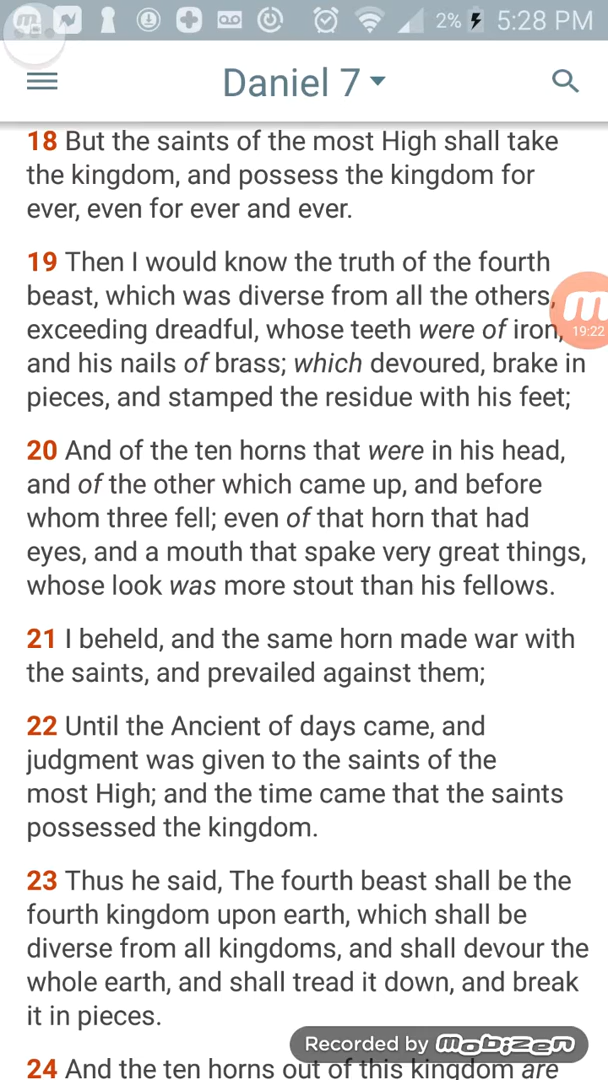 2% 5:28 PM
Daniel 7
18 But the saints of the most High shall take
the kingdom, and possess the kingdom for
ever, even for ever and ever.
19 Then I would know the truth of the fourth
beast, which was diverse from all the others,
exceeding dreadful, whose teeth were of iron,
and his nails of brass; which devoured, brake in
pieces, and stamped the residue with his feet;
m
19:22
20 And of the ten horns that were in his head,
and of the other which came up, and before
whom three fell; even of that horn that had
eyes, and a mouth that spake very great things,
whose look was more stout than his fellows.
21 I beheld, and the same horn made war with
the saints, and prevailed against them;
22 Until the Ancient of days came, and
judgment was given to the saints of the
most High; and the time came that the saints
possessed the kingdom.
23 Thus he said, The fourth beast shall be the
fourth kingdom upon earth, which shall be
diverse from all kingdoms, and shall devour the
whole earth, and shall tread it down, and break
it in pieces.
Recorded by mobizen
24 And the ten horns out of this kingdom are